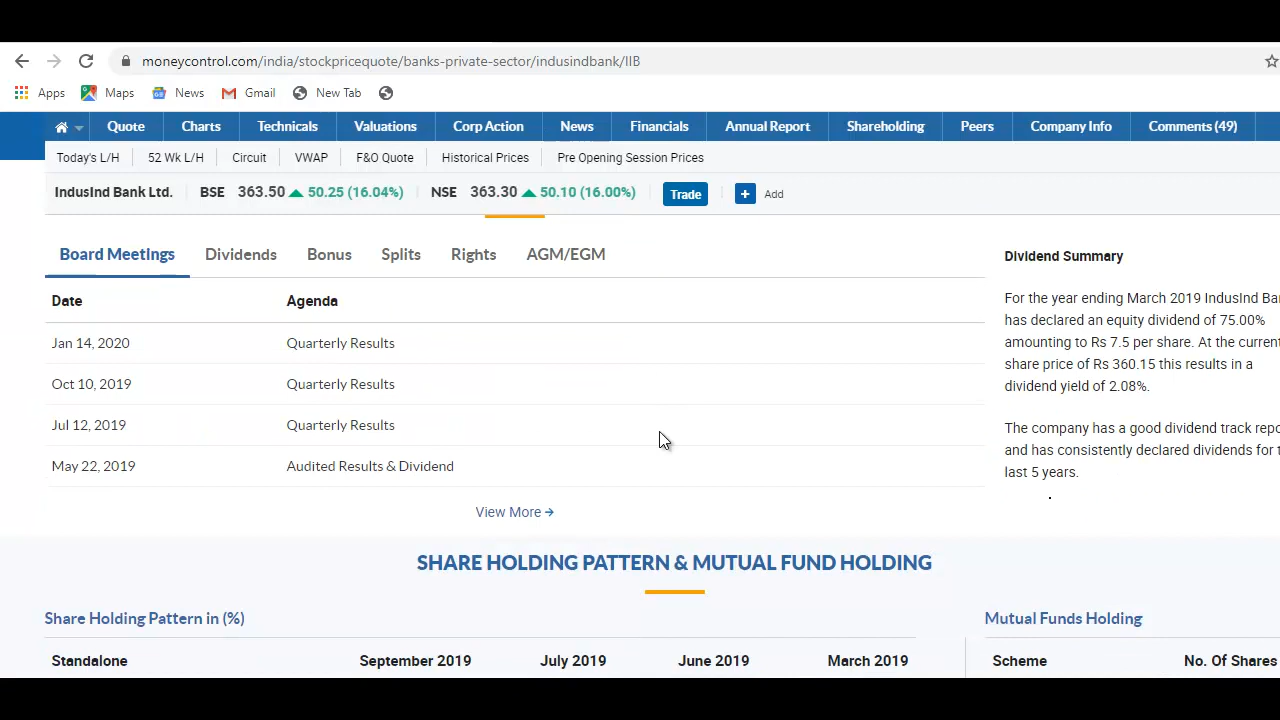 moneycontrol.com/india/stockpricequote/banks-private-sector/indusindbank/IIB
Apps Maps News Gmail New Tab
Quote Charts Technicals Valuations Corp Action News Financials Annual Report Shareholding Peers Company Info Comments (49)
Today's L/H 52 Wk L/H Circuit VWAP F&O Quote Historical Prices Pre Opening Session Prices
IndusInd Bank Ltd. BSE 363.50 50.25 (16.04%) NSE 363.30 50.10 (16.00%) Trade + Add
Board Meetings Dividends Bonus Splits Rights AGM/EGM
Date Agenda
Jan 14, 2020 Quarterly Results
Oct 10, 2019 Quarterly Results
Jul 12, 2019 Quarterly Results
May 22, 2019 Audited Results & Dividend
View More →
Dividend Summary
For the year ending March 2019 IndusInd Ba
has declared an equity dividend of 75.00%
amounting to Rs 7.5 per share. At the curren
share price of Rs 360.15 this results in a
dividend yield of 2.08%.
The company has a good dividend track repo
and has consistently declared dividends for t
last 5 years.
SHARE HOLDING PATTERN & MUTUAL FUND HOLDING
Share Holding Pattern in (%)
Standalone September 2019 July 2019 June 2019 March 2019
Mutual Funds Holding
Scheme No. Of Shares